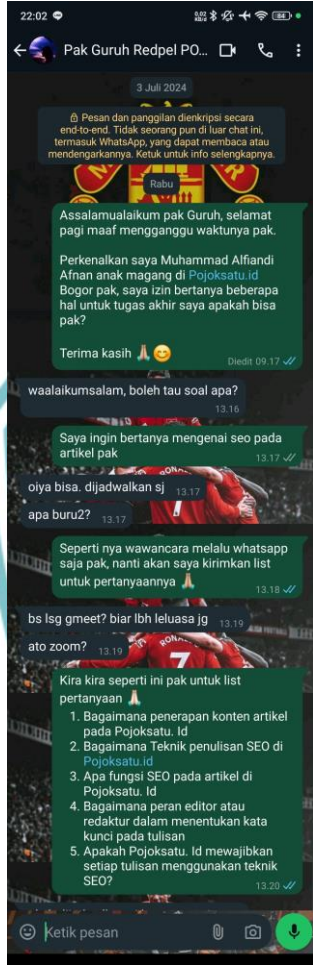 22:02
0,02
KB/d
84
Pak Guruh Redpel PO...
3 Juli 2024
Pesan dan panggilan dienkripsi secara
end-to-end. Tidak seorang pun di luar chat ini,
termasuk WhatsApp, yang dapat membaca atau
mendengarkannya. Ketuk untuk info selengkapnya.
Rabu
Assalamualaikum pak Guruh, selamat
pagi maaf mengganggu waktunya pak.
Perkenalkan saya Muhammad Alfiandi
Afnan anak magang di Pojoksatu.id
Bogor pak, saya izin bertanya beberapa
hal untuk tugas akhir saya apakah bisa
pak?
Terima kasih 🙏🏻😊
Diedit 09.17
waalaikumsalam, boleh tau soal apa?
13.16
Saya ingin bertanya mengenai seo pada
artikel pak
13.17
oiya bisa. dijadwalkan sj 13.17
apa buru2? 13.17
Seperti nya wawancara melalu whatsapp
saja pak, nanti akan saya kirimkan list
untuk pertanyaannya 🙏🏻
13.18
bs lsg gmeet? biar lbh leluasa jg 13.19
ato zoom? 13.19
RONALDO
7
Kira kira seperti ini pak untuk list
pertanyaan 🙏🏻
1. Bagaimana penerapan konten artikel
pada Pojoksatu. Id
2. Bagaimana Teknik penulisan SEO di
Pojoksatu.id
3. Apa fungsi SEO pada artikel di
Pojoksatu. Id
4. Bagaimana peran editor atau
redaktur dalam menentukan kata
kunci pada tulisan
5. Apakah Pojoksatu. Id mewajibkan
setiap tulisan menggunakan teknik
SEO?
13.20
Ketik pesan